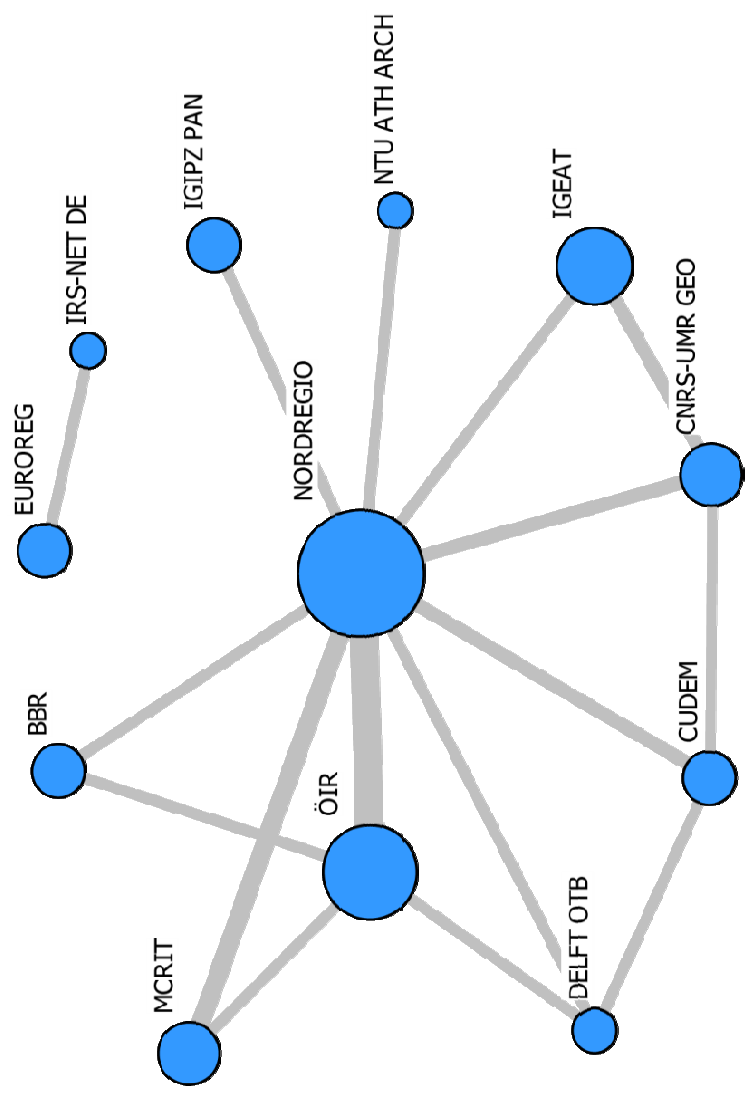 EUROREG
IRS-NET DE
IGIPZ PAN
NTU ATH ARCH
IGEAT
CNRS-UMR GEO
NORDREGIO
BBR
ÖIR
CUDEM
MCRIT
DELFT OTB